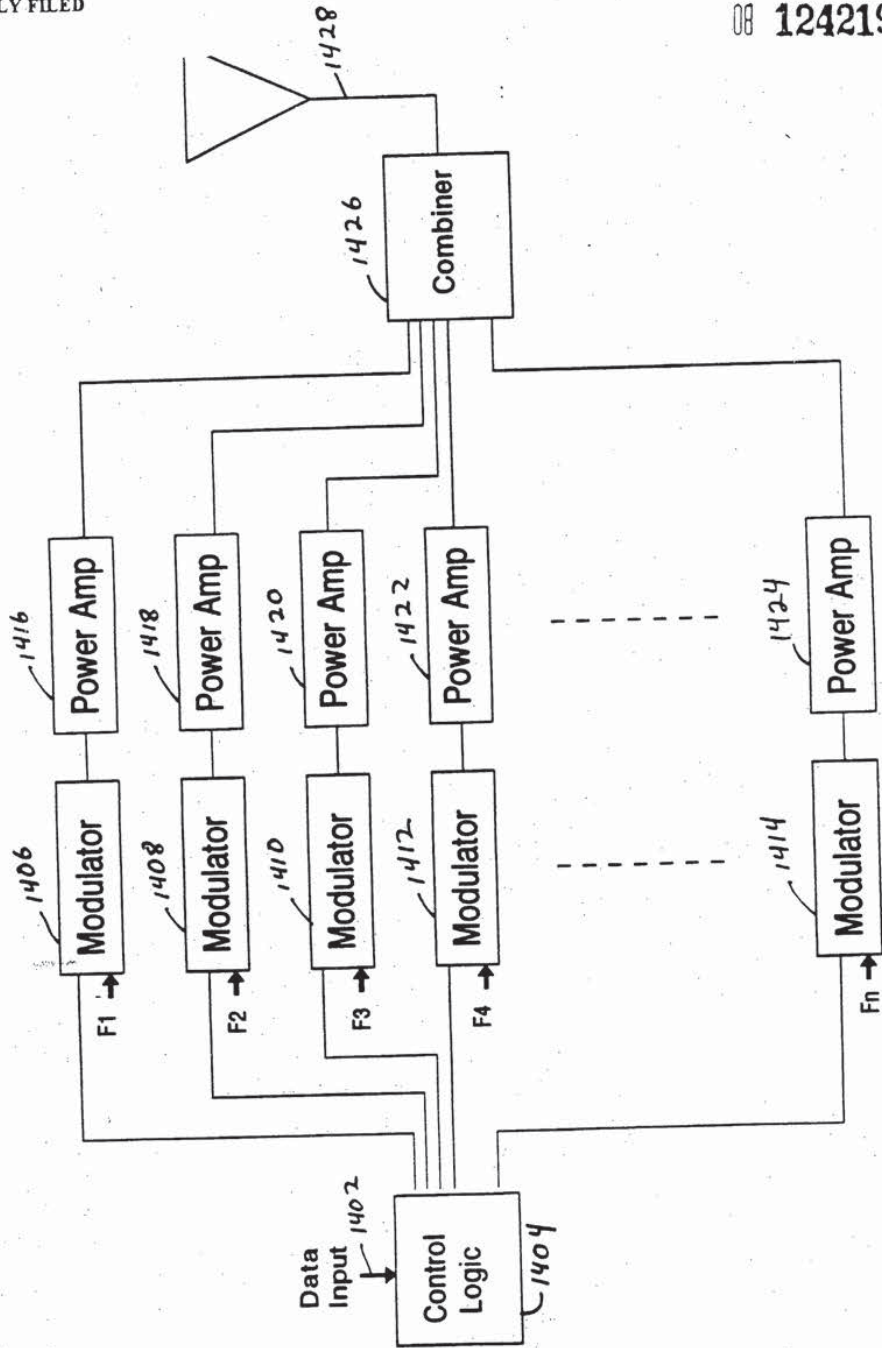 LY FILED
08 124219
1428
1426
Combiner
1416
Power Amp
1418
Power Amp
1420
Power Amp
1422
Power Amp
1424
Power Amp
1406
Modulator
F1
1408
Modulator
F2
1410
Modulator
F3
1412
Modulator
F4
1414
Modulator
Fn
Data
Input
1402
Control
Logic
1404